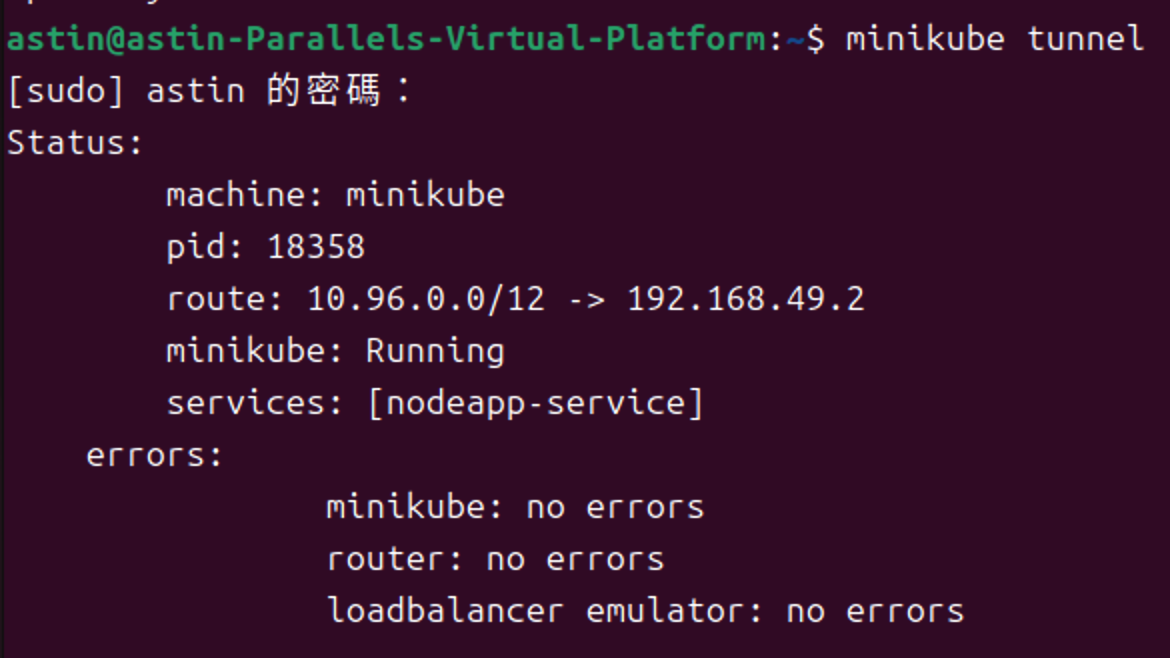 astin@astin-Parallels-Virtual-Platform:~$ minikube tunnel
[sudo] astin 的密碼：
Status:
machine: minikube
pid: 18358
route: 10.96.0.0/12 -> 192.168.49.2
minikube: Running
services: [nodeapp-service]
errors:
minikube: no errors
router: no errors
loadbalancer emulator: no errors